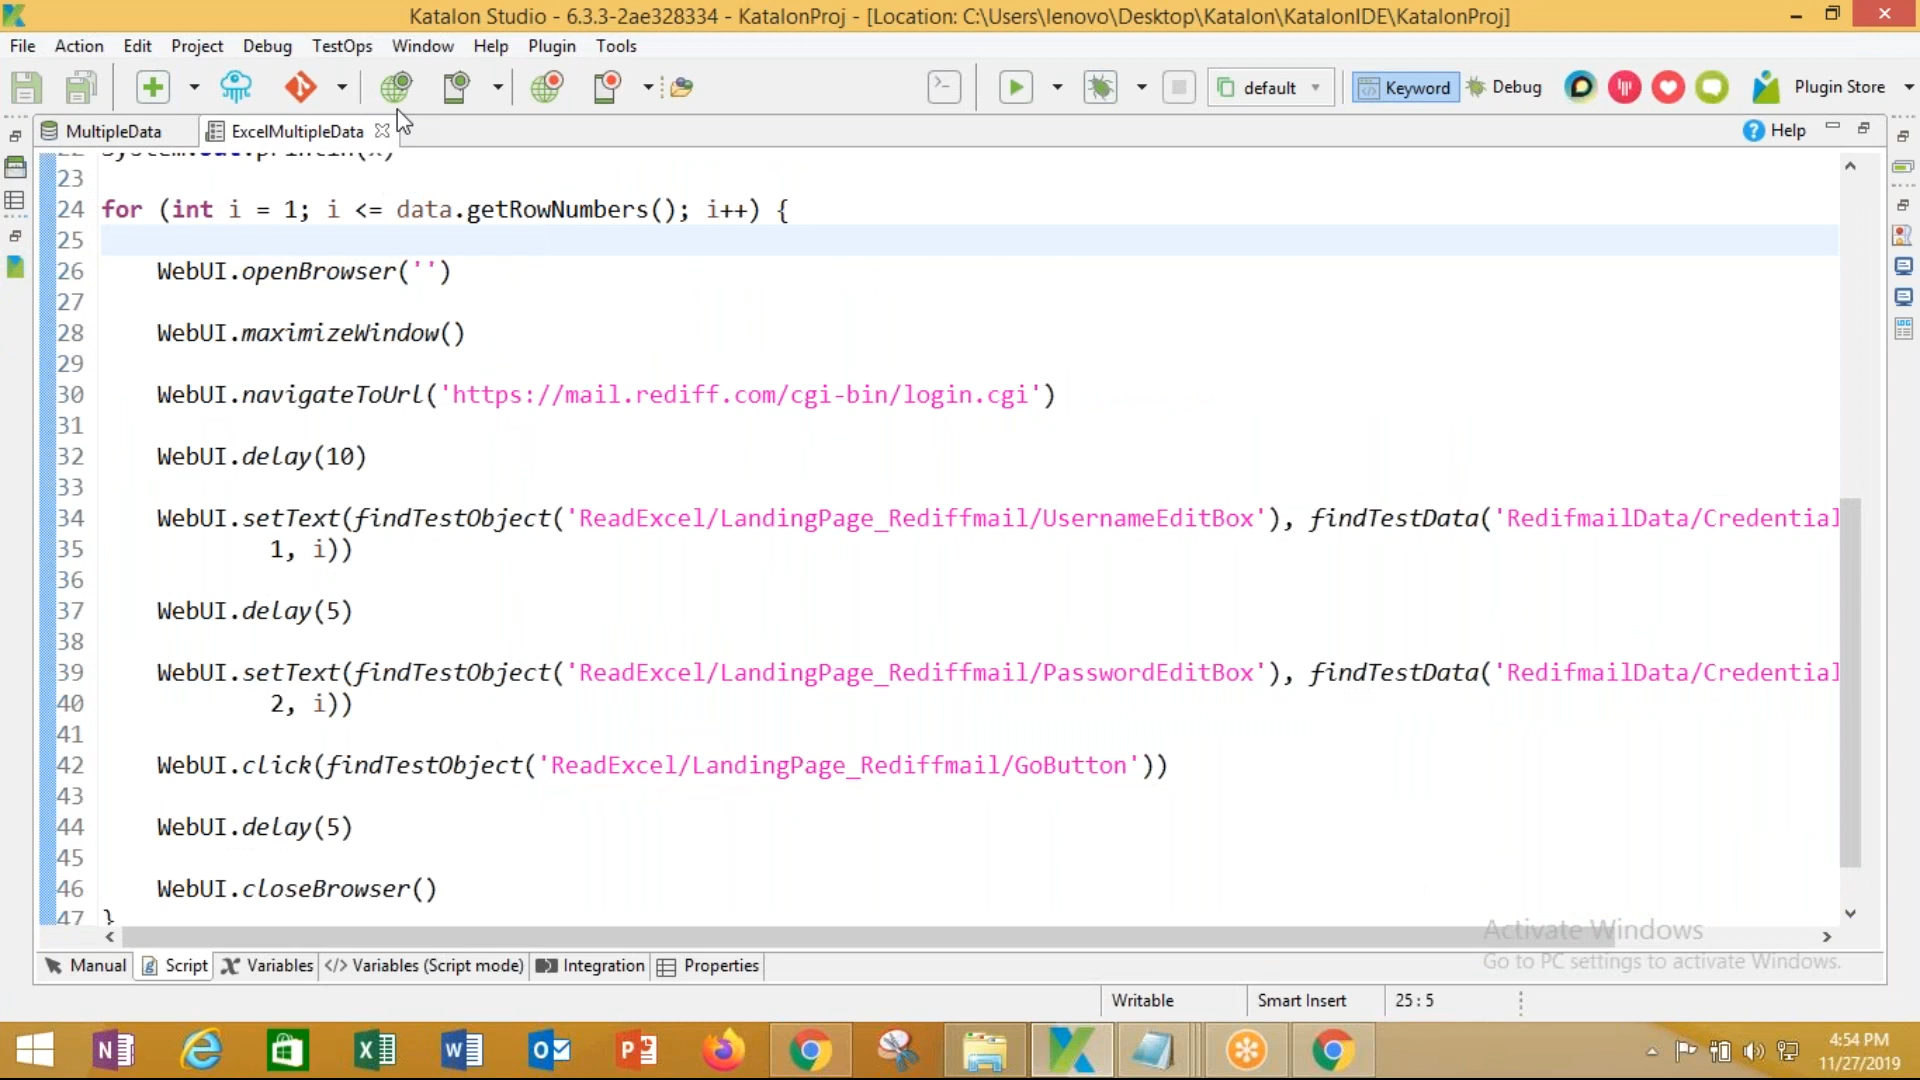 Katalon Studio - 6.3.3-2ae328334 - KatalonProj - [Location: C:\Users\lenovo\Desktop\Katalon\KatalonIDE\KatalonProj]
File Action Edit Project Debug TestOps Window Help Plugin Tools
default Keyword Debug Plugin Store
MultipleData ExcelMultipleData Help
23
24 for (int i = 1; i <= data.getRowNumbers(); i++) {
25
26 WebUI.openBrowser('')
27
28 WebUI.maximizeWindow()
29
30 WebUI.navigateToUrl('https://mail.rediff.com/cgi-bin/login.cgi')
31
32 WebUI.delay(10)
33
34 WebUI.setText(findTestObject('ReadExcel/LandingPage_Rediffmail/UsernameEditBox'), findTestData('RedifmailData/Credential
35 1, i))
36
37 WebUI.delay(5)
38
39 WebUI.setText(findTestObject('ReadExcel/LandingPage_Rediffmail/PasswordEditBox'), findTestData('RedifmailData/Credential
40 2, i))
41
42 WebUI.click(findTestObject('ReadExcel/LandingPage_Rediffmail/GoButton'))
43
44 WebUI.delay(5)
45
46 WebUI.closeBrowser()
47 }
Activate Windows
Go to PC settings to activate Windows.
Manual Script Variables </> Variables (Script mode) Integration Properties
Writable Smart Insert 25 : 5
4:54 PM
11/27/2019